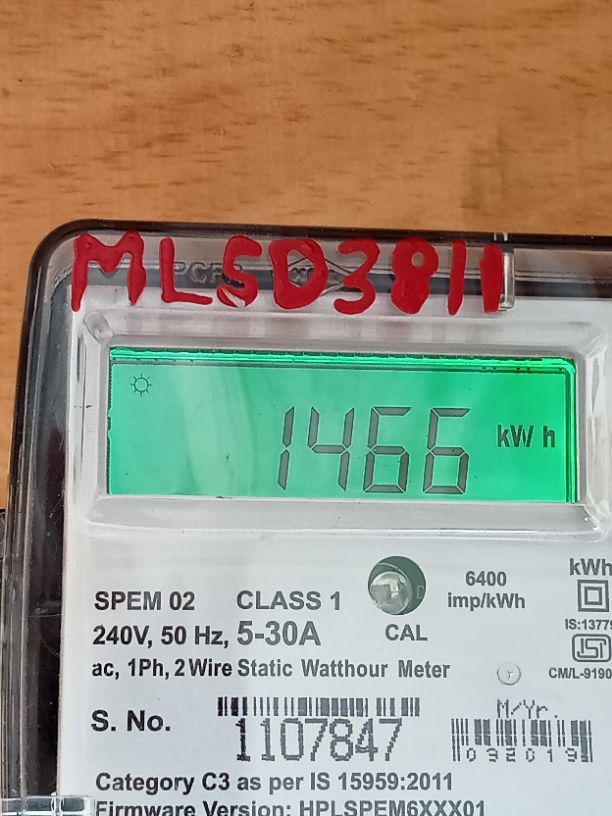 MLSD3811
1466 kW h
kWh
SPEM 02 CLASS 1 6400 imp/kWh
240V, 50 Hz, 5-30A CAL
ac, 1Ph, 2 Wire Static Watthour Meter
S. No. 1107847
M/Yr.
092019
Category C3 as per IS 15959:2011
Firmware Version: HPLSPEM6XXX01